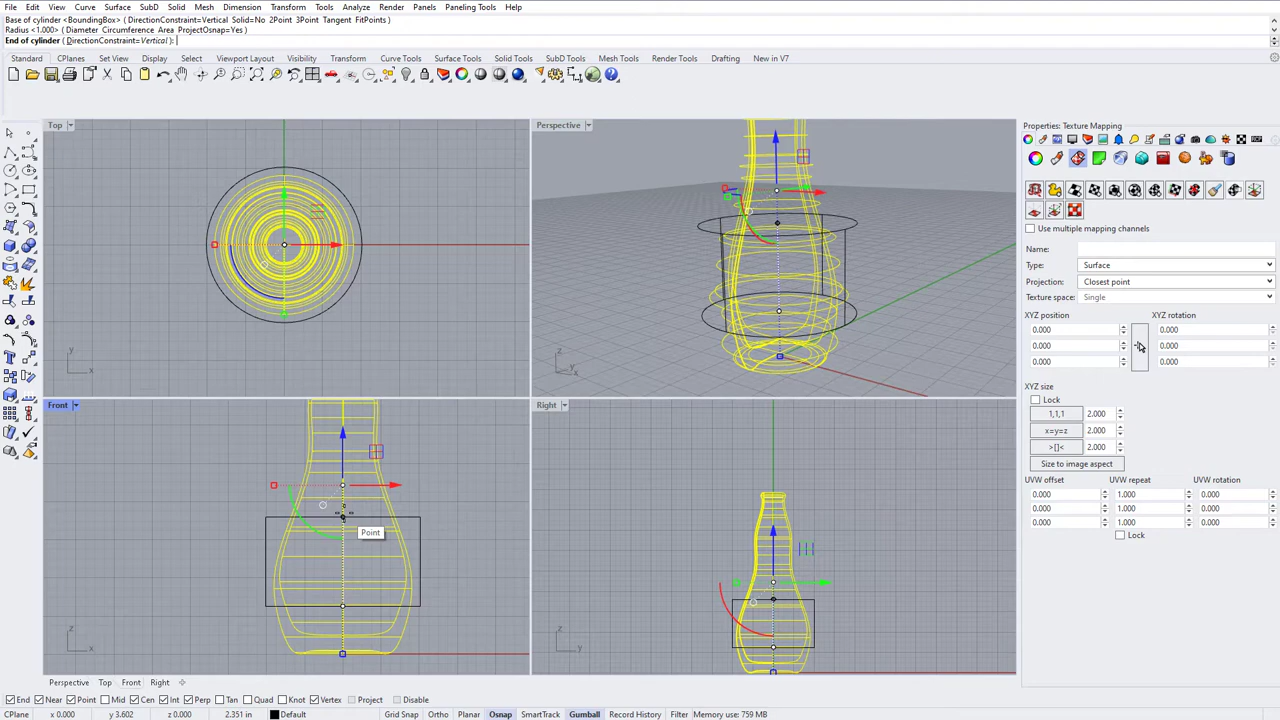 File Edit View Curve Surface SubD Solid Mesh Dimension Transform Tools Analyze Render Panels Paneling Tools Help
Base of cylinder <BoundingBox> ( DirectionConstraint=Vertical Solid=No 2Point 3Point Tangent FitPoints )
Radius <1.000> ( Diameter Circumference Area ProjectOsnap=Yes )
End of cylinder ( DirectionConstraint=Vertical ):
Standard CPlanes Set View Display Select Viewport Layout Visibility Transform Curve Tools Surface Tools Solid Tools SubD Tools Mesh Tools Render Tools Drafting New in V7
Top
Perspective
Properties: Texture Mapping
Use multiple mapping channels
Name:
Type: Surface
Projection: Closest point
Texture space: Single
XYZ position XYZ rotation
0.000 0.000
0.000 0.000
0.000 0.000
XYZ size
Lock
1,1,1 2.000
x=y=z 2.000
>[]< 2.000
Size to image aspect
UVW offset UVW repeat UVW rotation
0.000 1.000 0.000
0.000 1.000 0.000
0.000 1.000 0.000
Lock
y
x
z
x
y
Front
Right
Point
z
x
z
y
Perspective Top Front Right
End Near Point Mid Cen Int Perp Tan Quad Knot Vertex Project Disable
CPlane x 0.000 y 3.602 z 0.000 2.351 in Default Grid Snap Ortho Planar Osnap SmartTrack Gumball Record History Filter Memory use: 759 MB